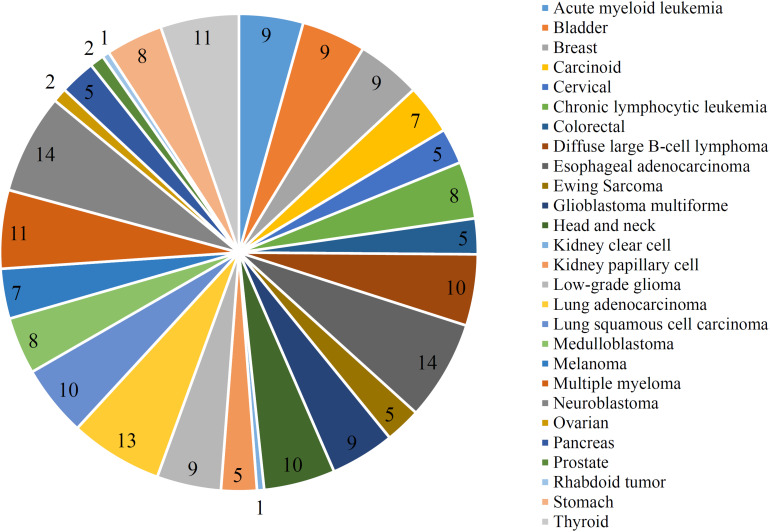 9
9
9
7
5
8
5
10
14
5
9
10
1
5
9
13
10
8
7
11
14
2
5
2
1
8
11
Acute myeloid leukemia
Bladder
Breast
Carcinoid
Cervical
Chronic lymphocytic leukemia
Colorectal
Diffuse large B-cell lymphoma
Esophageal adenocarcinoma
Ewing Sarcoma
Glioblastoma multiforme
Head and neck
Kidney clear cell
Kidney papillary cell
Low-grade glioma
Lung adenocarcinoma
Lung squamous cell carcinoma
Medulloblastoma
Melanoma
Multiple myeloma
Neuroblastoma
Ovarian
Pancreas
Prostate
Rhabdoid tumor
Stomach
Thyroid